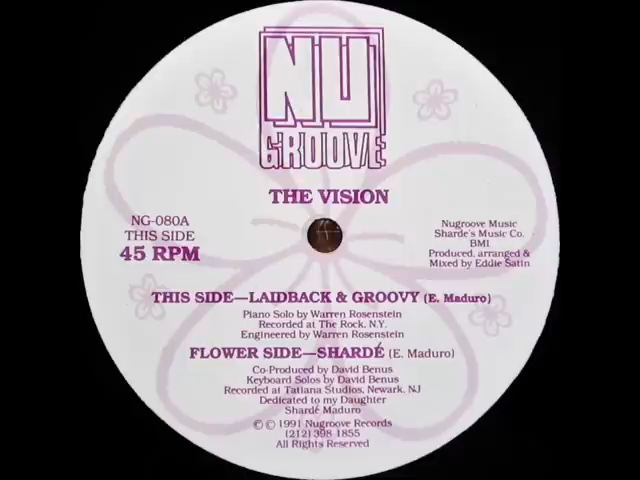 NU
GROOVE
THE VISION
NG-080A
THIS SIDE
45 RPM
Nugroove Music
Shardé's Music Co.
BMI
Produced, arranged &
Mixed by Eddie Satin
THIS SIDE—LAIDBACK & GROOVY (E. Maduro)
Piano Solo by Warren Rosenstein
Recorded at The Rock, N.Y.
Engineered by Warren Rosenstein
FLOWER SIDE—SHARDÉ (E. Maduro)
Co-Produced by David Benus
Keyboard Solos by David Benus
Recorded at Tatiana Studios, Newark, NJ
Dedicated to my Daughter
Shardé Maduro
© © 1991 Nugroove Records
(212) 398 1855
All Rights Reserved